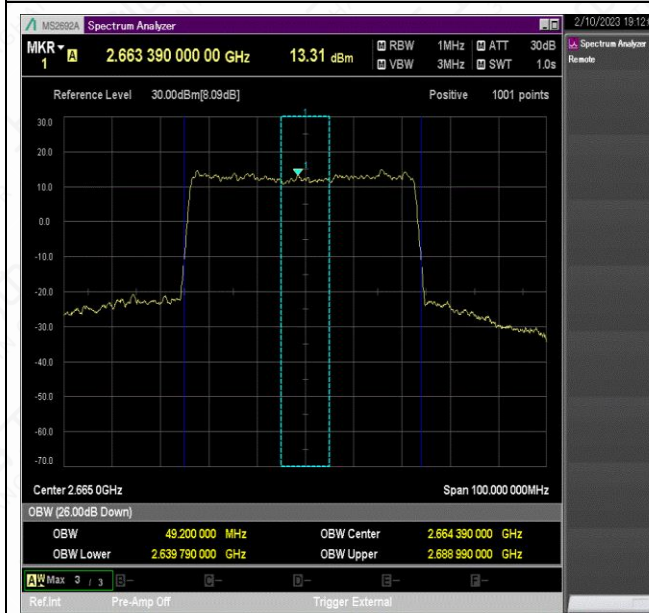 MS2692A Spectrum Analyzer
2/10/2023 19:12
MKR 1 A 2.663 390 000 00 GHz 13.31 dBm
RBW 1MHz ATT 30dB
VBW 3MHz SWT 1.0s
Spectrum Analyzer
Remote
Reference Level 30.00dBm[8.09dB] Positive 1001 points
30.0
20.0
10.0
0.0
-10.0
-20.0
-30.0
-40.0
-50.0
-60.0
-70.0
1
Center 2.665 0GHz Span 100.000 000MHz
OBW (26.00dB Down)
OBW 49.200 000 MHz OBW Center 2.664 390 000 GHz
OBW Lower 2.639 790 000 GHz OBW Upper 2.688 990 000 GHz
A Max 3 / 3 B- C- D- E- F-
Ref.Int Pre-Amp Off Trigger External